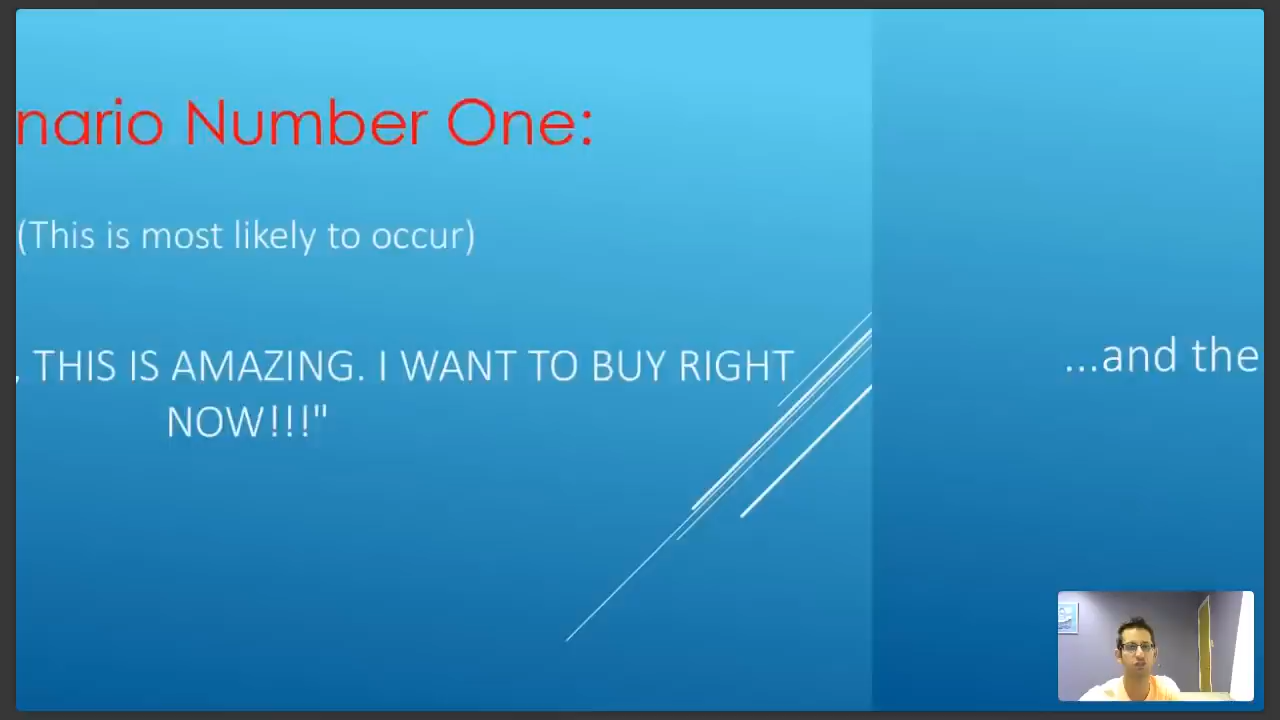 nario Number One:
(This is most likely to occur)
, THIS IS AMAZING. I WANT TO BUY RIGHT
NOW!!!"
...and the